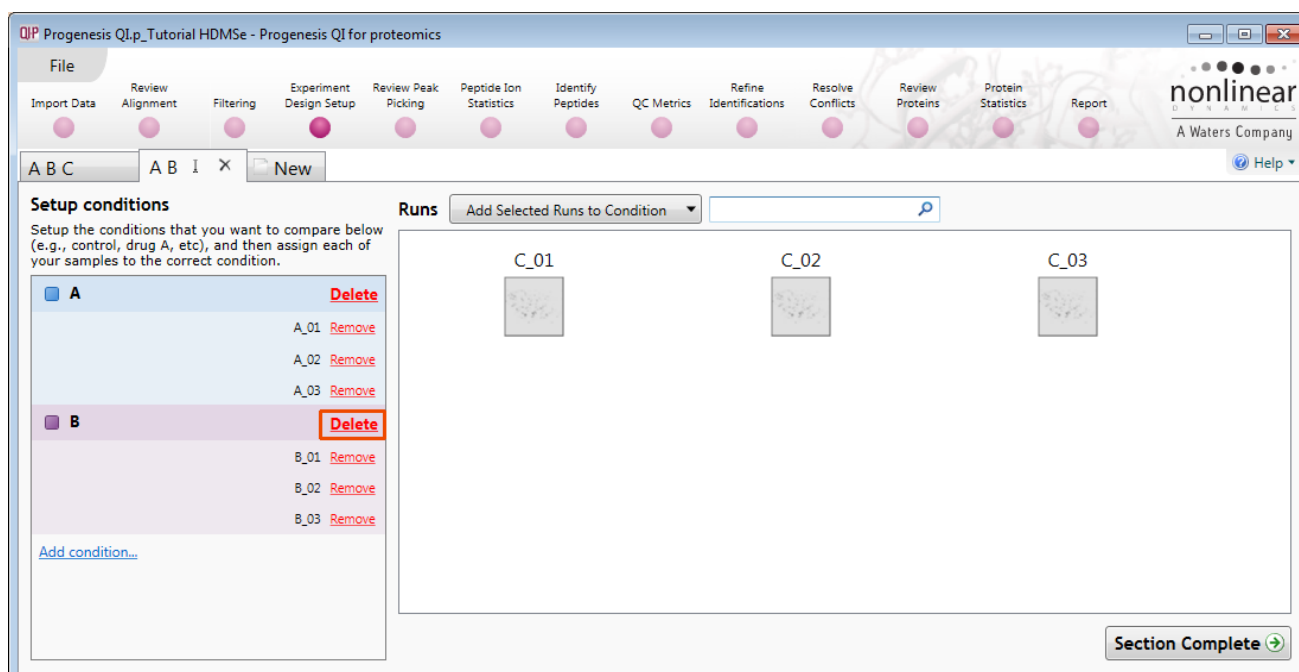 QI·P Progenesis QI.p_Tutorial HDMSe - Progenesis QI for proteomics
File
Import Data
Review
Alignment
Filtering
Experiment
Design Setup
Review Peak
Picking
Peptide Ion
Statistics
Identify
Peptides
QC Metrics
Refine
Identifications
Resolve
Conflicts
Review
Proteins
Protein
Statistics
Report
nonlinear
DYNAMICS
A Waters Company
A B C
A B
New
Help
Setup conditions
Setup the conditions that you want to compare below
(e.g., control, drug A, etc), and then assign each of
your samples to the correct condition.
A Delete
A_01 Remove
A_02 Remove
A_03 Remove
B Delete
B_01 Remove
B_02 Remove
B_03 Remove
Add condition...
Runs Add Selected Runs to Condition
C_01 C_02 C_03
Section Complete